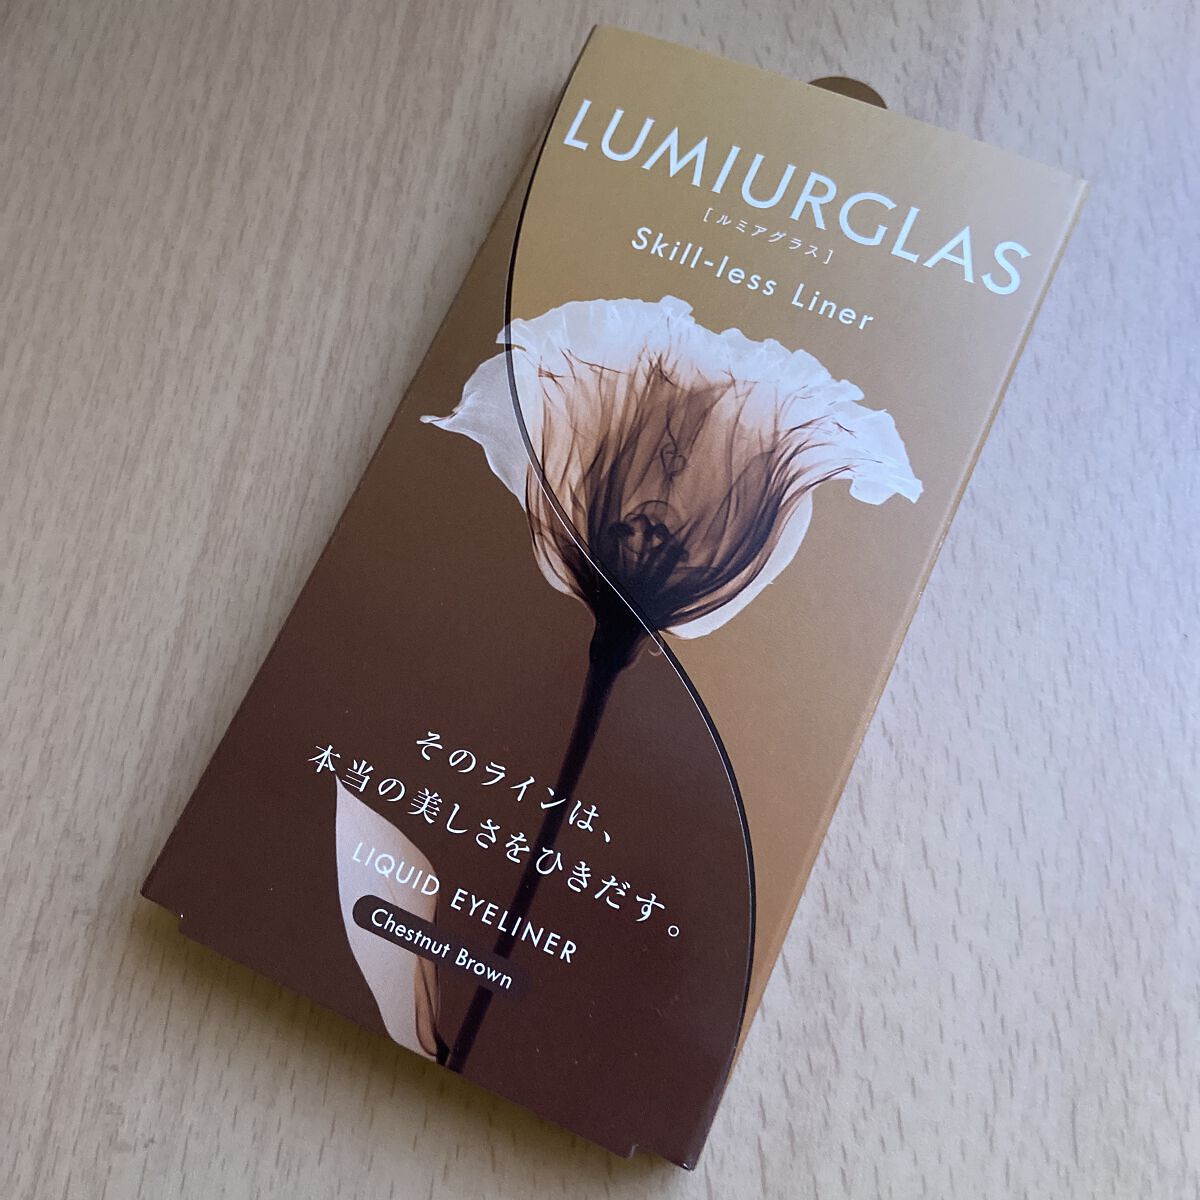 LUMIURGLAS
[ルミアグラス]
Skill-less Liner
そのラインは、
本当の美しさをひきだす。
LIQUID EYELINER
Chestnut Brown